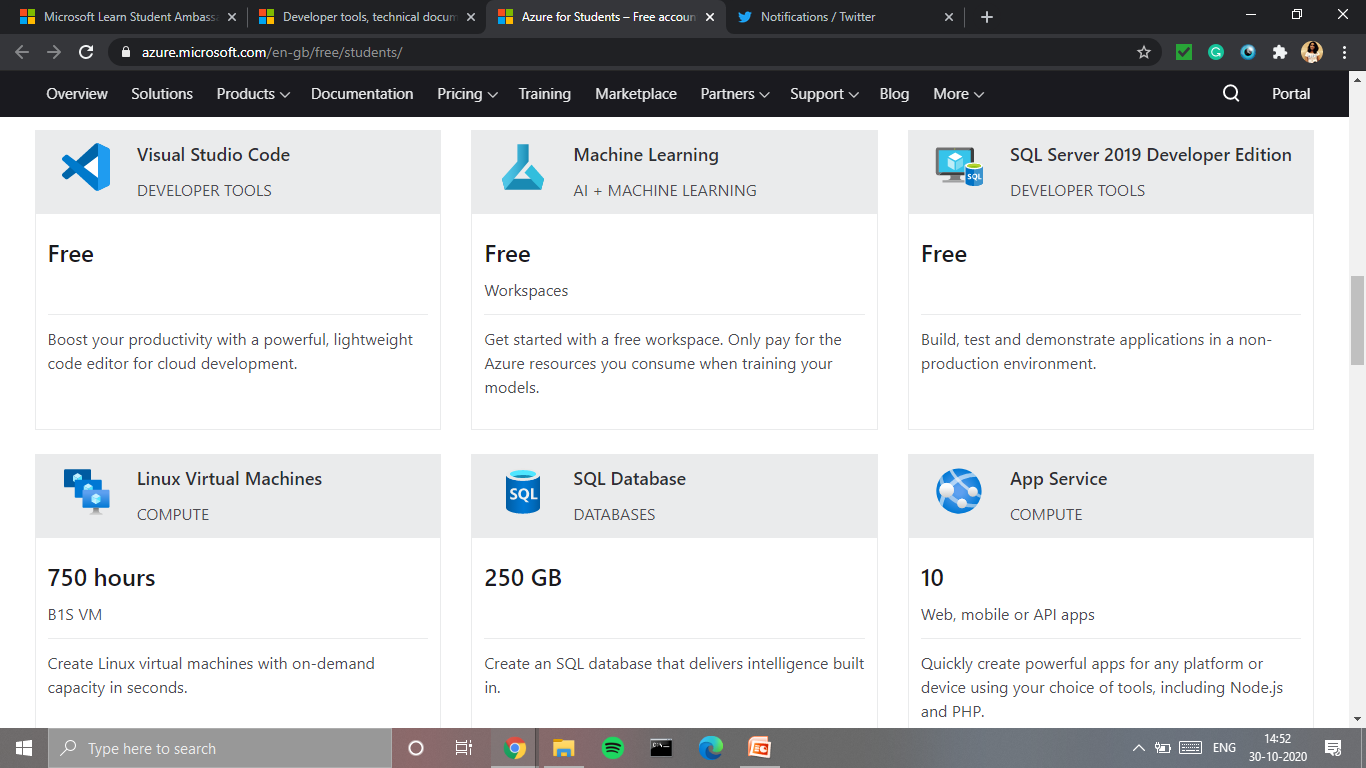 Microsoft Learn Student Ambassa
Developer tools, technical docum
Azure for Students – Free accoun
Notifications / Twitter
azure.microsoft.com/en-gb/free/students/
Overview Solutions Products Documentation Pricing Training Marketplace Partners Support Blog More Portal
Visual Studio Code
DEVELOPER TOOLS
Free
Boost your productivity with a powerful, lightweight
code editor for cloud development.
Machine Learning
AI + MACHINE LEARNING
Free
Workspaces
Get started with a free workspace. Only pay for the
Azure resources you consume when training your
models.
SQL Server 2019 Developer Edition
DEVELOPER TOOLS
Free
Build, test and demonstrate applications in a non-
production environment.
Linux Virtual Machines
COMPUTE
750 hours
B1S VM
Create Linux virtual machines with on-demand
capacity in seconds.
SQL
SQL Database
DATABASES
250 GB
Create an SQL database that delivers intelligence built
in.
App Service
COMPUTE
10
Web, mobile or API apps
Quickly create powerful apps for any platform or
device using your choice of tools, including Node.js
and PHP.
Type here to search
ENG
14:52
30-10-2020